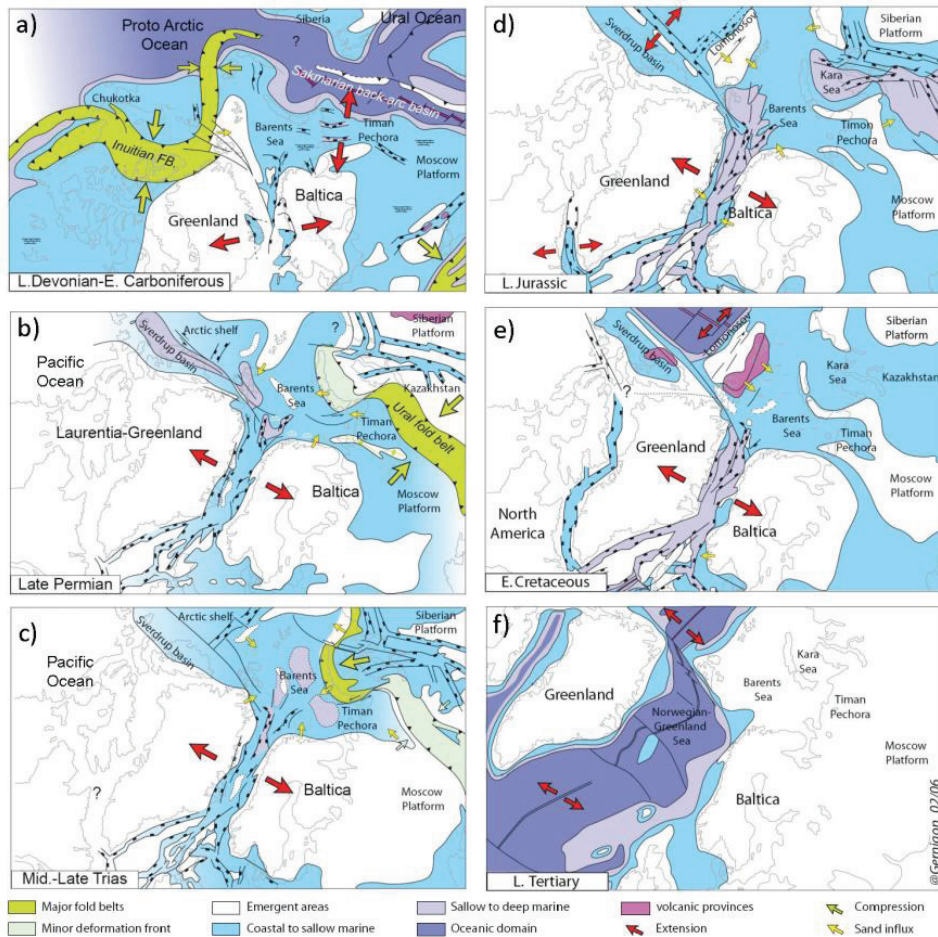 a)
Proto Arctic
Ocean
Siberia
Ural Ocean
?
Sakmarian back-arc basin
Chukotka
Inuitian FB
Barents
Sea
Timan
Pechora
Moscow
Platform
Baltica
Greenland
L.Devonian-E. Carboniferous
b)
Sverdrup basin
Arctic shelf
?
Siberian
Platform
Pacific
Ocean
Kazakhstan
Barents
Sea
Ural fold belt
Laurentia-Greenland
Timan
Pechora
Baltica
Moscow
Platform
Late Permian
c)
Arctic shelf
Sverdrup basin
Siberian
Platform
Pacific
Ocean
Barents
Sea
Timan
Pechora
?
Baltica
Moscow
Platform
Mid.-Late Trias
d)
Sverdrup basin
Lomonosov
Siberian
Platform
Kara
Sea
Barents
Sea
Timon
Pechora
Greenland
Baltica
Moscow
Platform
L.Jurassic
e)
Sverdrup basin
Lomonosov
Siberian
Platform
?
Kara
Sea
Kazakhstan
Barents
Sea
Timan
Pechora
Greenland
Moscow
Platform
North
America
Baltica
E.Cretaceous
f)
Greenland
Kara
Sea
Barents
Sea
Timan
Pechora
Norwegian-
Greenland
Sea
Moscow
Platform
Baltica
L. Tertiary
@Gernigon_02/06
Major fold belts
Emergent areas
Sallow to deep marine
volcanic provinces
Compression
Minor deformation front
Coastal to sallow marine
Oceanic domain
Extension
Sand influx